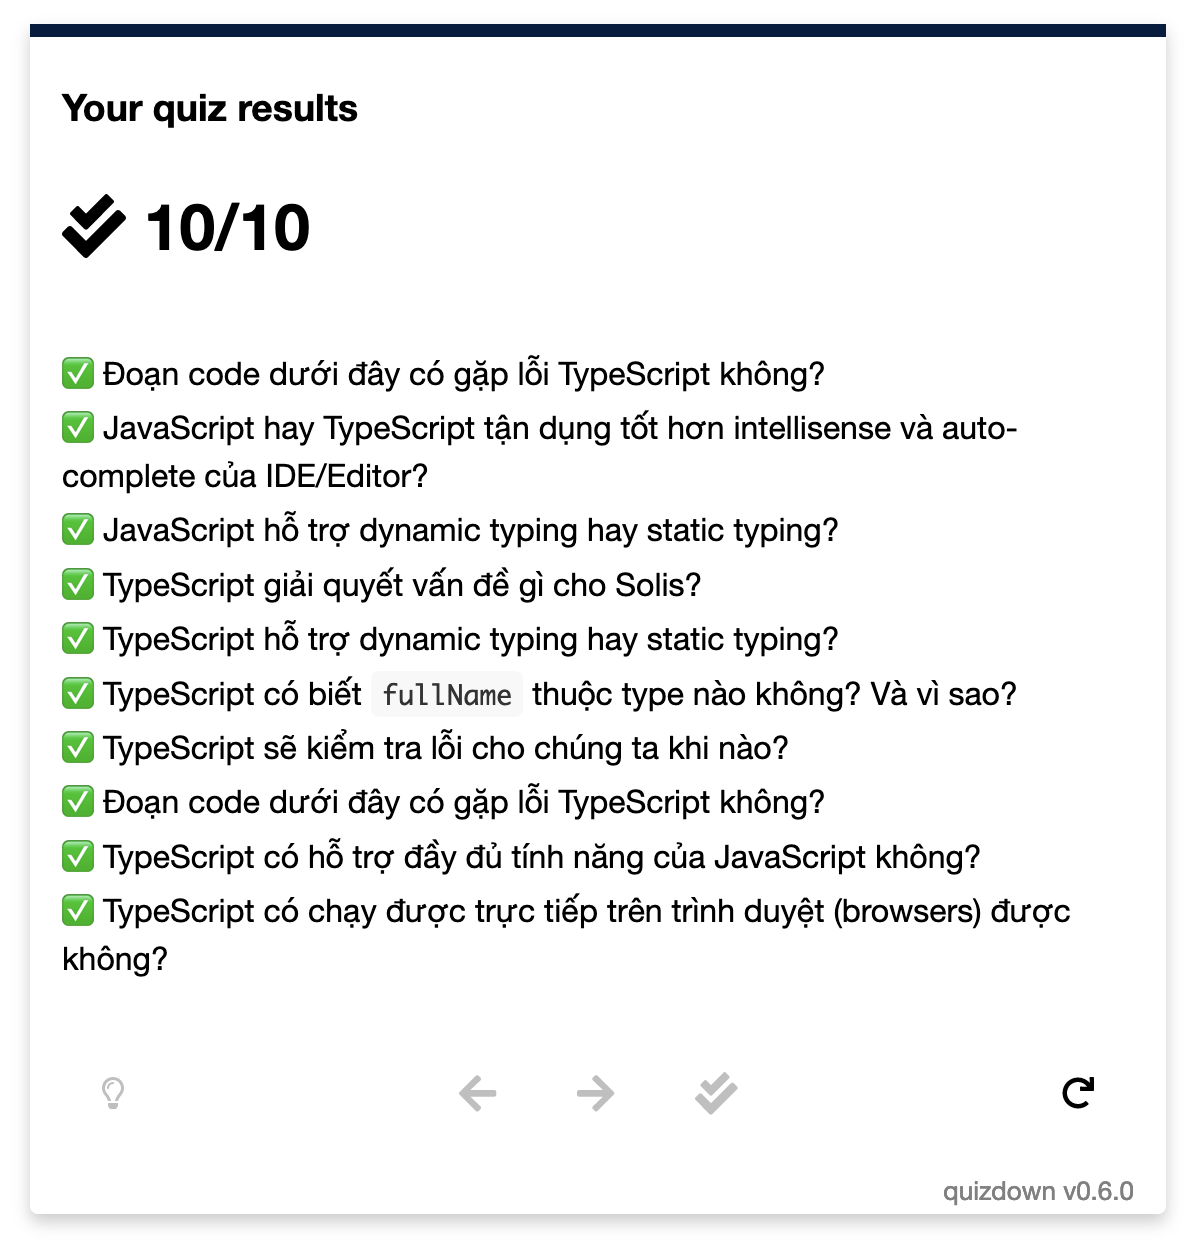 Your quiz results
10/10
✅ Đoạn code dưới đây có gặp lỗi TypeScript không?
✅ JavaScript hay TypeScript tận dụng tốt hơn intellisense và auto-
complete của IDE/Editor?
✅ JavaScript hỗ trợ dynamic typing hay static typing?
✅ TypeScript giải quyết vấn đề gì cho Solis?
✅ TypeScript hỗ trợ dynamic typing hay static typing?
✅ TypeScript có biết fullName thuộc type nào không? Và vì sao?
✅ TypeScript sẽ kiểm tra lỗi cho chúng ta khi nào?
✅ Đoạn code dưới đây có gặp lỗi TypeScript không?
✅ TypeScript có hỗ trợ đầy đủ tính năng của JavaScript không?
✅ TypeScript có chạy được trực tiếp trên trình duyệt (browsers) được
không?
quizdown v0.6.0